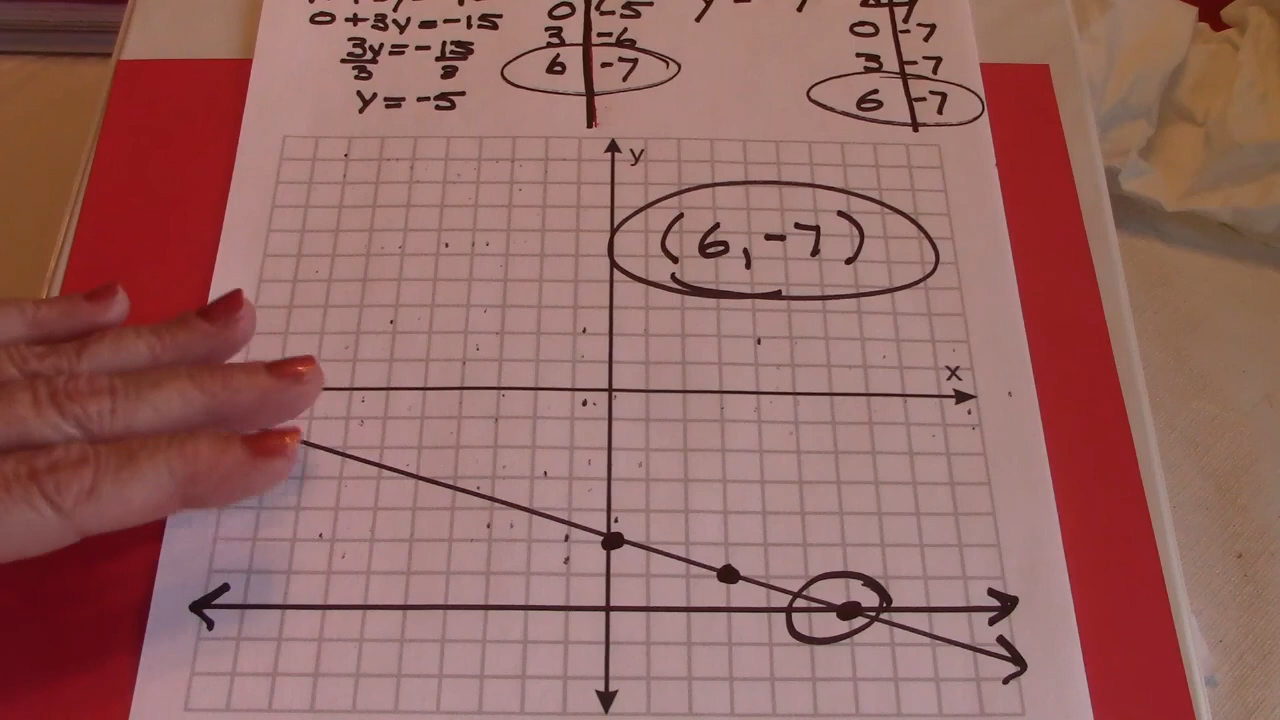 0 + 3y = -15
3y = -15
3 3
y = -5
0 -5
3 -6
6 -7
0 -7
3 -7
6 -7
y
(6, -7)
x